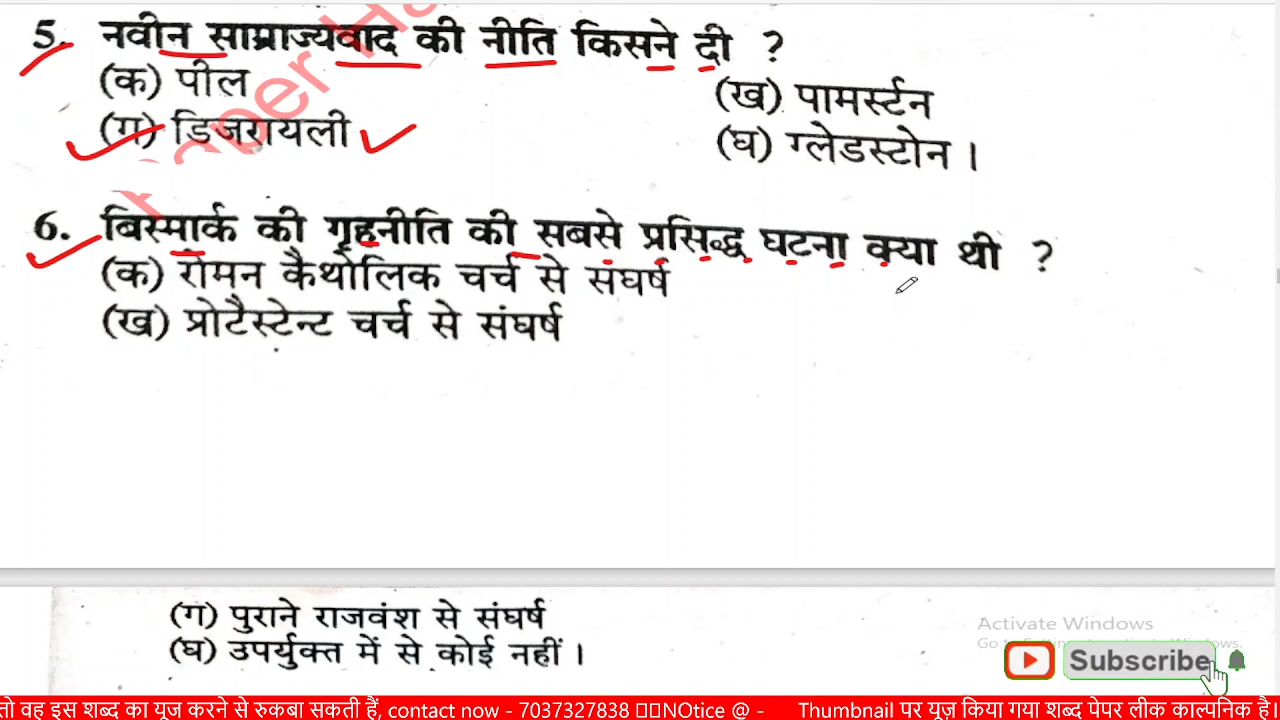 5. नवीन साम्राज्यवाद की नीति किसने दी ?
(क) पील
(ख) पामर्स्टन
(ग) डिजरायली
(घ) ग्लेडस्टोन ।
6. बिस्मार्क की गृहनीति की सबसे प्रसिद्ध घटना क्या थी ?
(क) रोमन कैथोलिक चर्च से संघर्ष
(ख) प्रोटैस्टेन्ट चर्च से संघर्ष
(ग) पुराने राजवंश से संघर्ष
(घ) उपर्युक्त में से कोई नहीं ।
Activate Windows
Subscribe
तो वह इस शब्द का यूज करने से रुकबा सकती हैं, contact now - 7037327838 NOtice @ - Thumbnail पर यूज़ किया गया शब्द पेपर लीक काल्पनिक है।